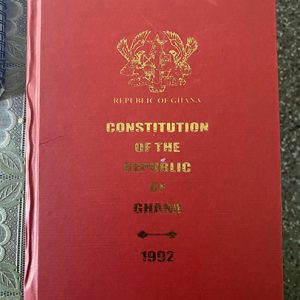 REPUBLIC OF GHANA
CONSTITUTION
OF THE
REPUBLIC
OF
GHANA
1992